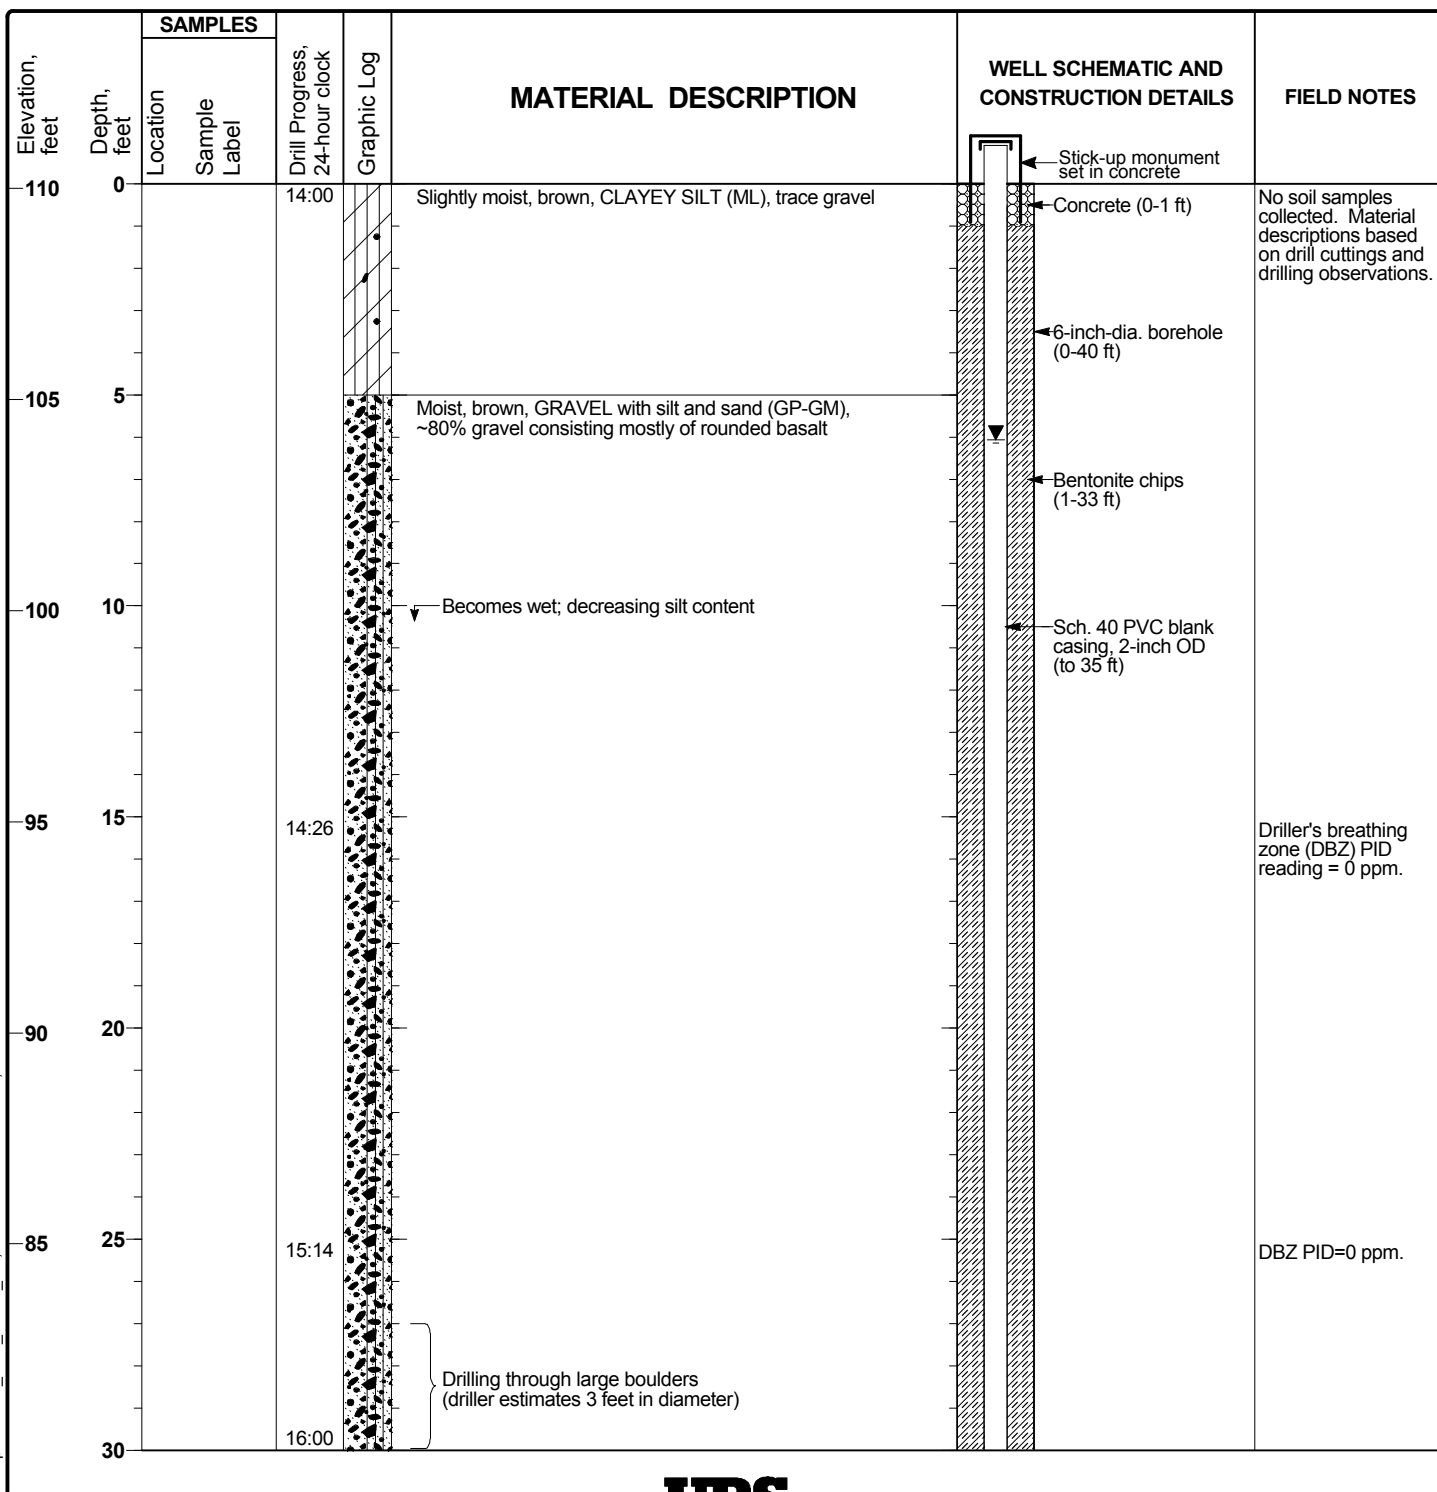 SAMPLES
Elevation,
feet
Depth,
feet
Location
Sample
Label
Drill Progress,
24-hour clock
Graphic Log
MATERIAL DESCRIPTION
WELL SCHEMATIC AND
CONSTRUCTION DETAILS
FIELD NOTES
Stick-up monument
set in concrete
110
0
14:00
Slightly moist, brown, CLAYEY SILT (ML), trace gravel
Concrete (0-1 ft)
No soil samples
collected. Material
descriptions based
on drill cuttings and
drilling observations.
6-inch-dia. borehole
(0-40 ft)
105
5
Moist, brown, GRAVEL with silt and sand (GP-GM),
~80% gravel consisting mostly of rounded basalt
Bentonite chips
(1-33 ft)
100
10
Becomes wet; decreasing silt content
Sch. 40 PVC blank
casing, 2-inch OD
(to 35 ft)
95
15
14:26
Driller's breathing
zone (DBZ) PID
reading = 0 ppm.
90
20
85
25
15:14
DBZ PID=0 ppm.
Drilling through large boulders
(driller estimates 3 feet in diameter)
16:00
30
URS